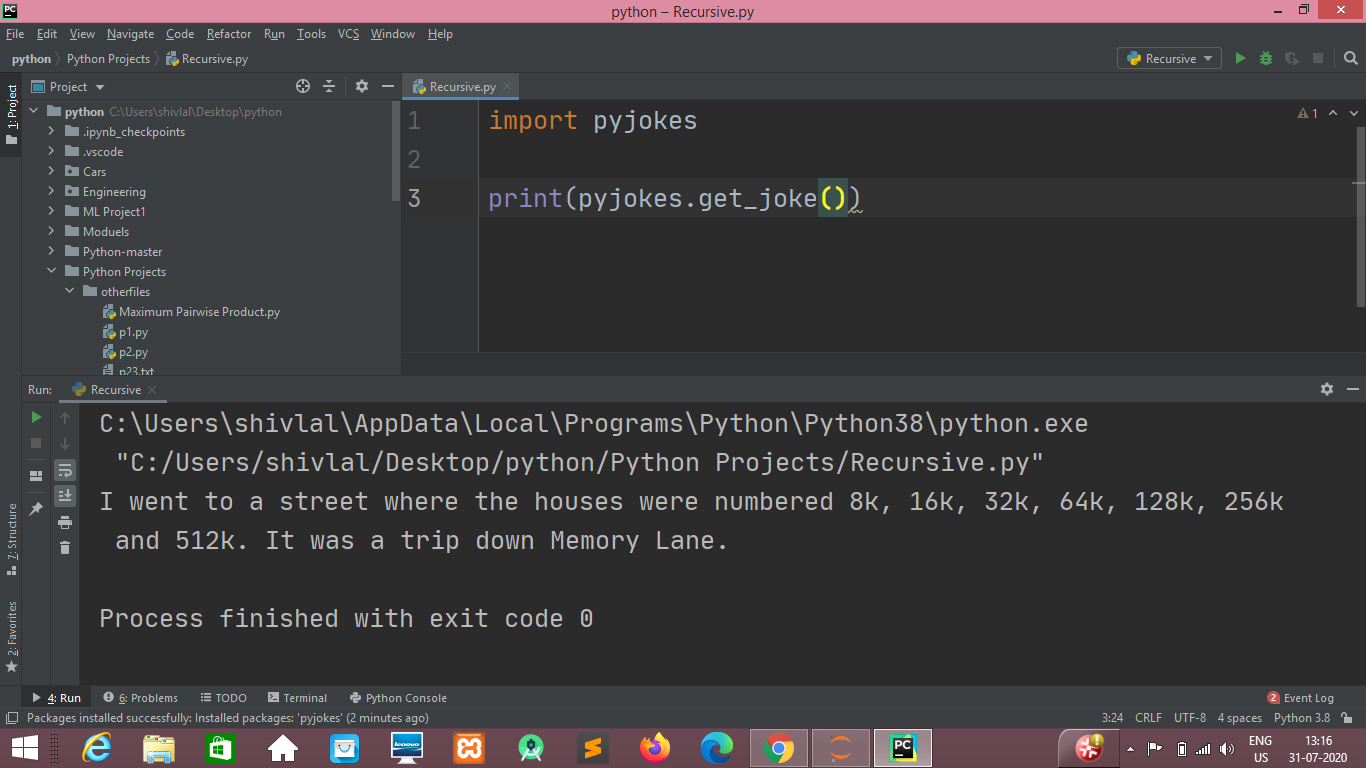 python – Recursive.py
File Edit View Navigate Code Refactor Run Tools VCS Window Help
python Python Projects Recursive.py
Recursive
1: Project
Project
python C:\Users\shivlal\Desktop\python
.ipynb_checkpoints
.vscode
Cars
Engineering
ML Project1
Moduels
Python-master
Python Projects
otherfiles
Maximum Pairwise Product.py
p1.py
p2.py
p23.txt
Recursive.py
1
1 import pyjokes
2
3 print(pyjokes.get_joke())
Run: Recursive
C:\Users\shivlal\AppData\Local\Programs\Python\Python38\python.exe
"C:/Users/shivlal/Desktop/python/Python Projects/Recursive.py"
I went to a street where the houses were numbered 8k, 16k, 32k, 64k, 128k, 256k
and 512k. It was a trip down Memory Lane.
Process finished with exit code 0
7: Structure
2: Favorites
4: Run 6: Problems TODO Terminal Python Console 2 Event Log
Packages installed successfully: Installed packages: 'pyjokes' (2 minutes ago) 3:24 CRLF UTF-8 4 spaces Python 3.8
lenovo
PC
ENG
US
13:16
31-07-2020